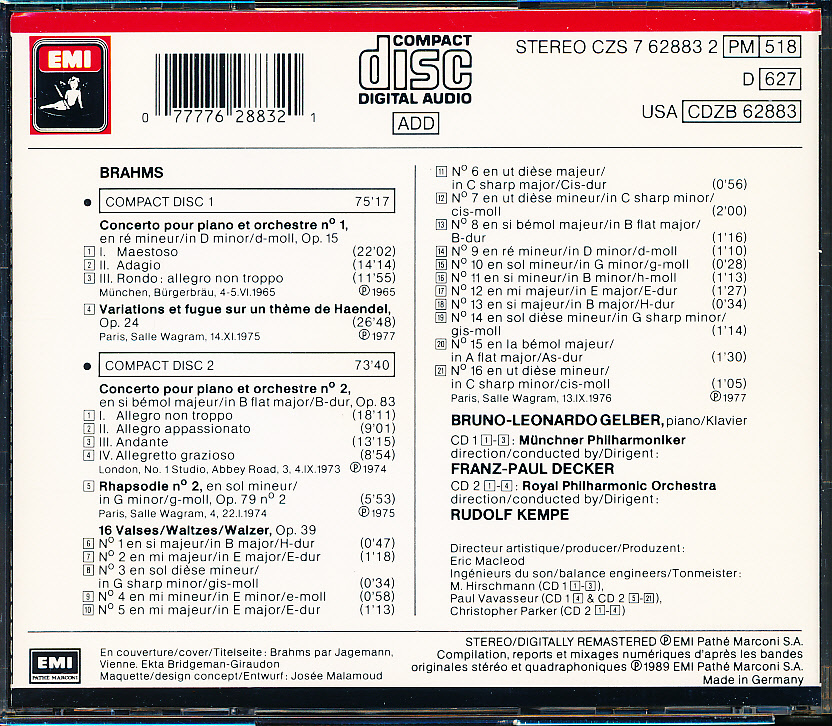 EMI
COMPACT
disc
DIGITAL AUDIO
ADD
0 77776 28832 1
STEREO CZS 7 62883 2 PM 518
D 627
USA CDZB 62883
BRAHMS
● COMPACT DISC 1 75'17
Concerto pour piano et orchestre nº 1,
en ré mineur/in D minor/d-moll, Op. 15
1 I. Maestoso (22'02)
2 II. Adagio (14'14)
3 III. Rondo: allegro non troppo (11'55)
München, Bürgerbräu, 4-5.VI.1965 ℗ 1965
4 Variations et fugue sur un thème de Haendel,
Op. 24 (26'48)
Paris, Salle Wagram, 14.XI.1975 ℗ 1977
● COMPACT DISC 2 73'40
Concerto pour piano et orchestre nº 2,
en si bémol majeur/in B flat major/B-dur, Op. 83
1 I. Allegro non troppo (18'11)
2 II. Allegro appassionato (9'01)
3 III. Andante (13'15)
4 IV. Allegretto grazioso (8'54)
London, No. 1 Studio, Abbey Road, 3, 4.IX.1973 ℗ 1974
5 Rhapsodie nº 2, en sol mineur/
in G minor/g-moll, Op. 79 nº 2 (5'53)
Paris, Salle Wagram, 4, 22.I.1974 ℗ 1975
16 Valses/Waltzes/Walzer, Op. 39
6 Nº 1 en si majeur/in B major/H-dur (0'47)
7 Nº 2 en mi majeur/in E major/E-dur (1'18)
8 Nº 3 en sol dièse mineur/
in G sharp minor/gis-moll (0'34)
9 Nº 4 en mi mineur/in E minor/e-moll (0'58)
10 Nº 5 en mi majeur/in E major/E-dur (1'13)
11 Nº 6 en ut dièse majeur/
in C sharp major/Cis-dur (0'56)
12 Nº 7 en ut dièse mineur/in C sharp minor/
cis-moll (2'00)
13 Nº 8 en si bémol majeur/in B flat major/
B-dur (1'16)
14 Nº 9 en ré mineur/in D minor/d-moll (1'10)
15 Nº 10 en sol mineur/in G minor/g-moll (0'28)
16 Nº 11 en si mineur/in B minor/h-moll (1'13)
17 Nº 12 en mi majeur/in E major/E-dur (1'27)
18 Nº 13 en si majeur/in B major/H-dur (0'34)
19 Nº 14 en sol dièse mineur/in G sharp minor/
gis-moll (1'14)
20 Nº 15 en la bémol majeur/
in A flat major/As-dur (1'30)
21 Nº 16 en ut dièse mineur/
in C sharp minor/cis-moll (1'05)
Paris, Salle Wagram, 13.IX.1976 ℗ 1977
BRUNO-LEONARDO GELBER, piano/Klavier
CD 1 1-3: Münchner Philharmoniker
direction/conducted by/Dirigent:
FRANZ-PAUL DECKER
CD 2 1-4: Royal Philharmonic Orchestra
direction/conducted by/Dirigent:
RUDOLF KEMPE
Directeur artistique/producer/Produzent:
Eric Macleod
Ingénieurs du son/balance engineers/Tonmeister:
M. Hirschmann (CD 1 1-3),
Paul Vavasseur (CD 1 4 & CD 2 5-21),
Christopher Parker (CD 2 1-4)
EMI
PATHE MARCONI
En couverture/cover/Titelseite: Brahms par Jagemann,
Vienne. Ekta Bridgeman-Giraudon
Maquette/design concept/Entwurf: Josée Malamoud
STEREO/DIGITALLY REMASTERED ℗ EMI Pathé Marconi S.A.
Compilation, reports et mixages numériques d'après les bandes
originales stéréo et quadraphoniques ℗ 1989 EMI Pathé Marconi S.A.
Made in Germany